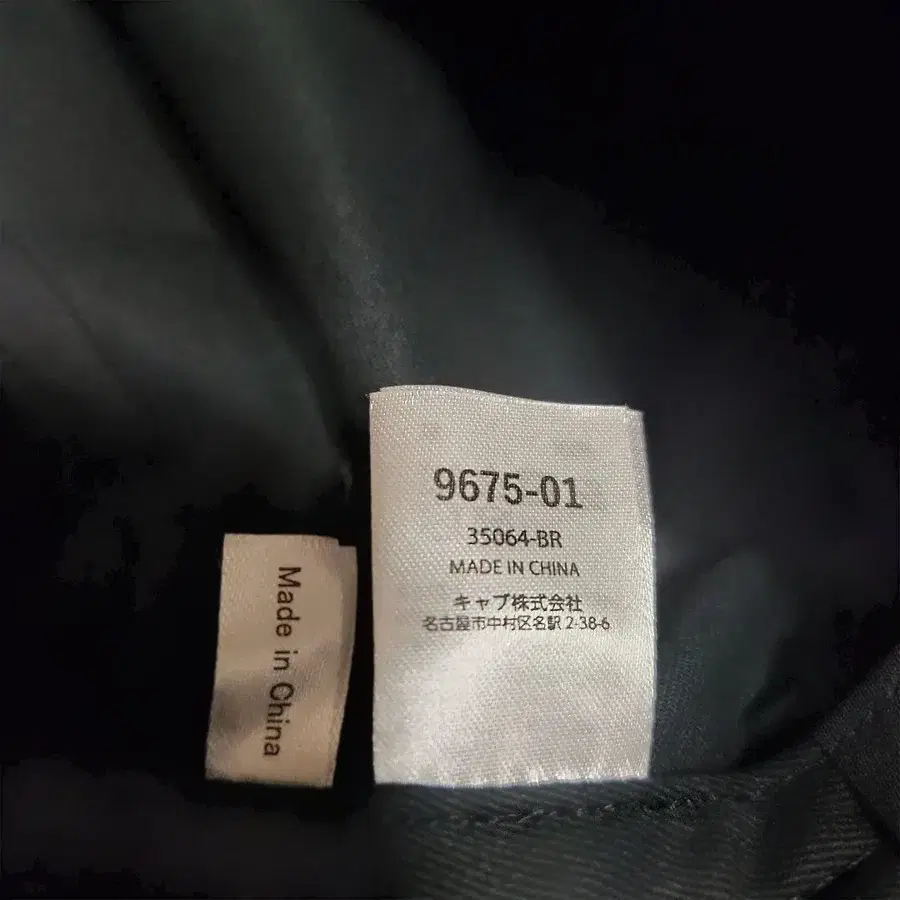 9675-01
35064-BR
MADE IN CHINA
キャブ株式会社
名古屋市中村区名駅 2-38-6
Made in China